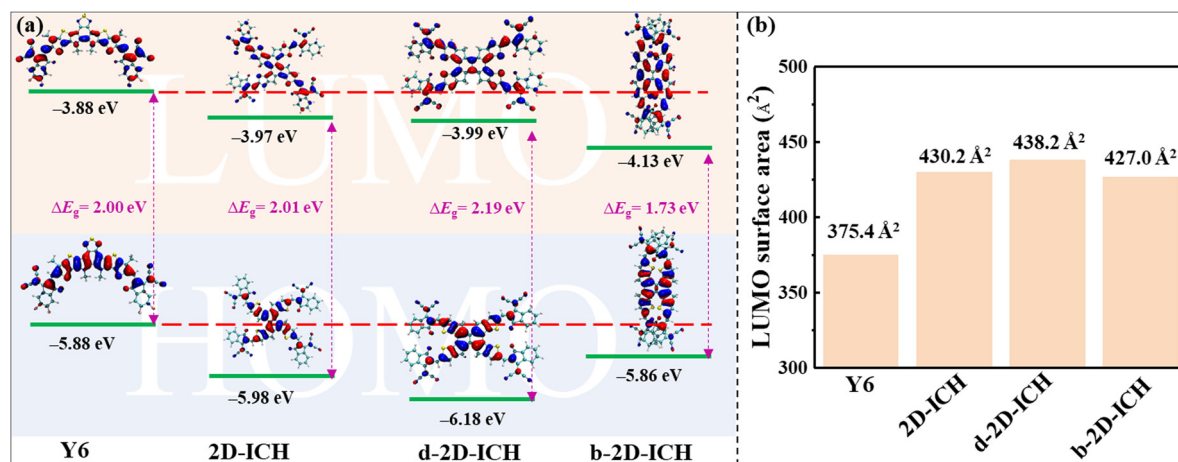 (a)
LUMO
−3.88 eV
−3.97 eV
−3.99 eV
−4.13 eV
ΔEg= 2.00 eV
ΔEg= 2.01 eV
ΔEg= 2.19 eV
ΔEg= 1.73 eV
HOMO
−5.88 eV
−5.98 eV
−6.18 eV
−5.86 eV
Y6
2D-ICH
d-2D-ICH
b-2D-ICH
(b)
LUMO surface area (Å²)
500
450
400
350
300
375.4 Å²
430.2 Å²
438.2 Å²
427.0 Å²
Y6
2D-ICH
d-2D-ICH
b-2D-ICH